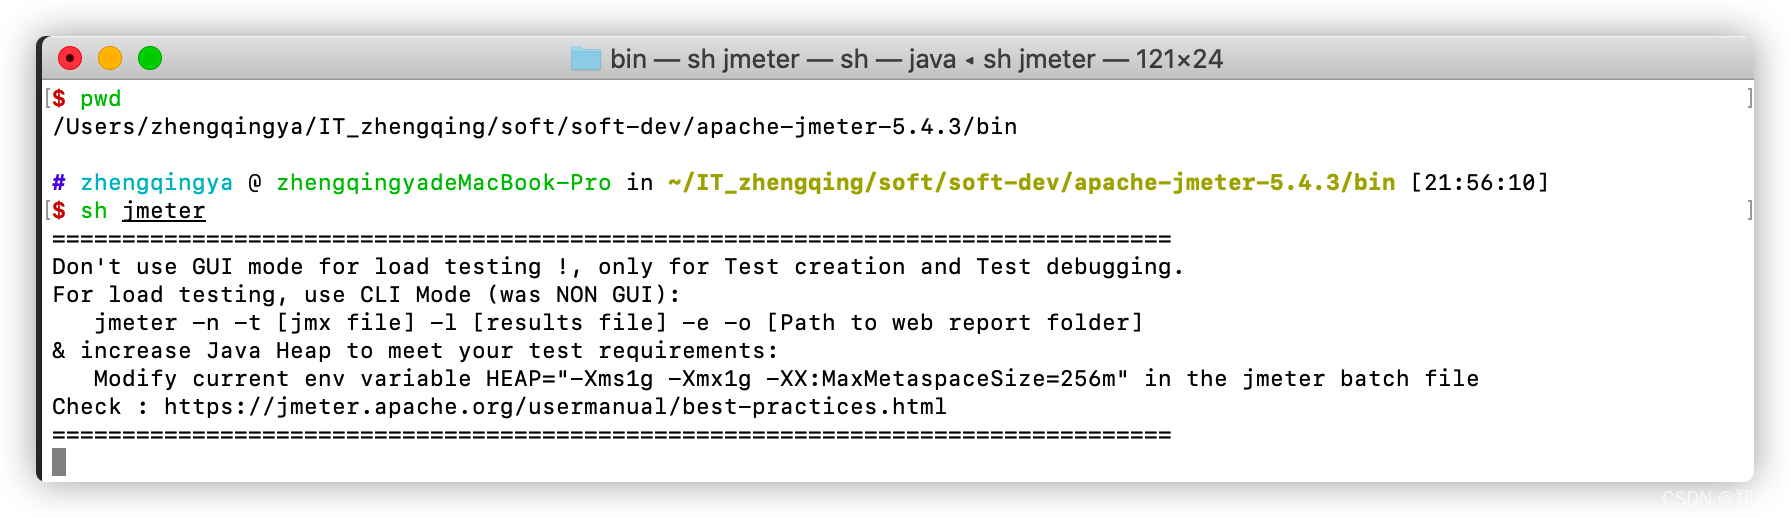 bin — sh jmeter — sh — java ◂ sh jmeter — 121×24
[$ pwd ]
/Users/zhengqingya/IT_zhengqing/soft/soft-dev/apache-jmeter-5.4.3/bin
# zhengqingya @ zhengqingyadeMacBook-Pro in ~/IT_zhengqing/soft/soft-dev/apache-jmeter-5.4.3/bin [21:56:10]
[$ sh jmeter ]
================================================================================
Don't use GUI mode for load testing !, only for Test creation and Test debugging.
For load testing, use CLI Mode (was NON GUI):
   jmeter -n -t [jmx file] -l [results file] -e -o [Path to web report folder]
& increase Java Heap to meet your test requirements:
   Modify current env variable HEAP="-Xms1g -Xmx1g -XX:MaxMetaspaceSize=256m" in the jmeter batch file
Check : https://jmeter.apache.org/usermanual/best-practices.html
================================================================================
CSDN @郑